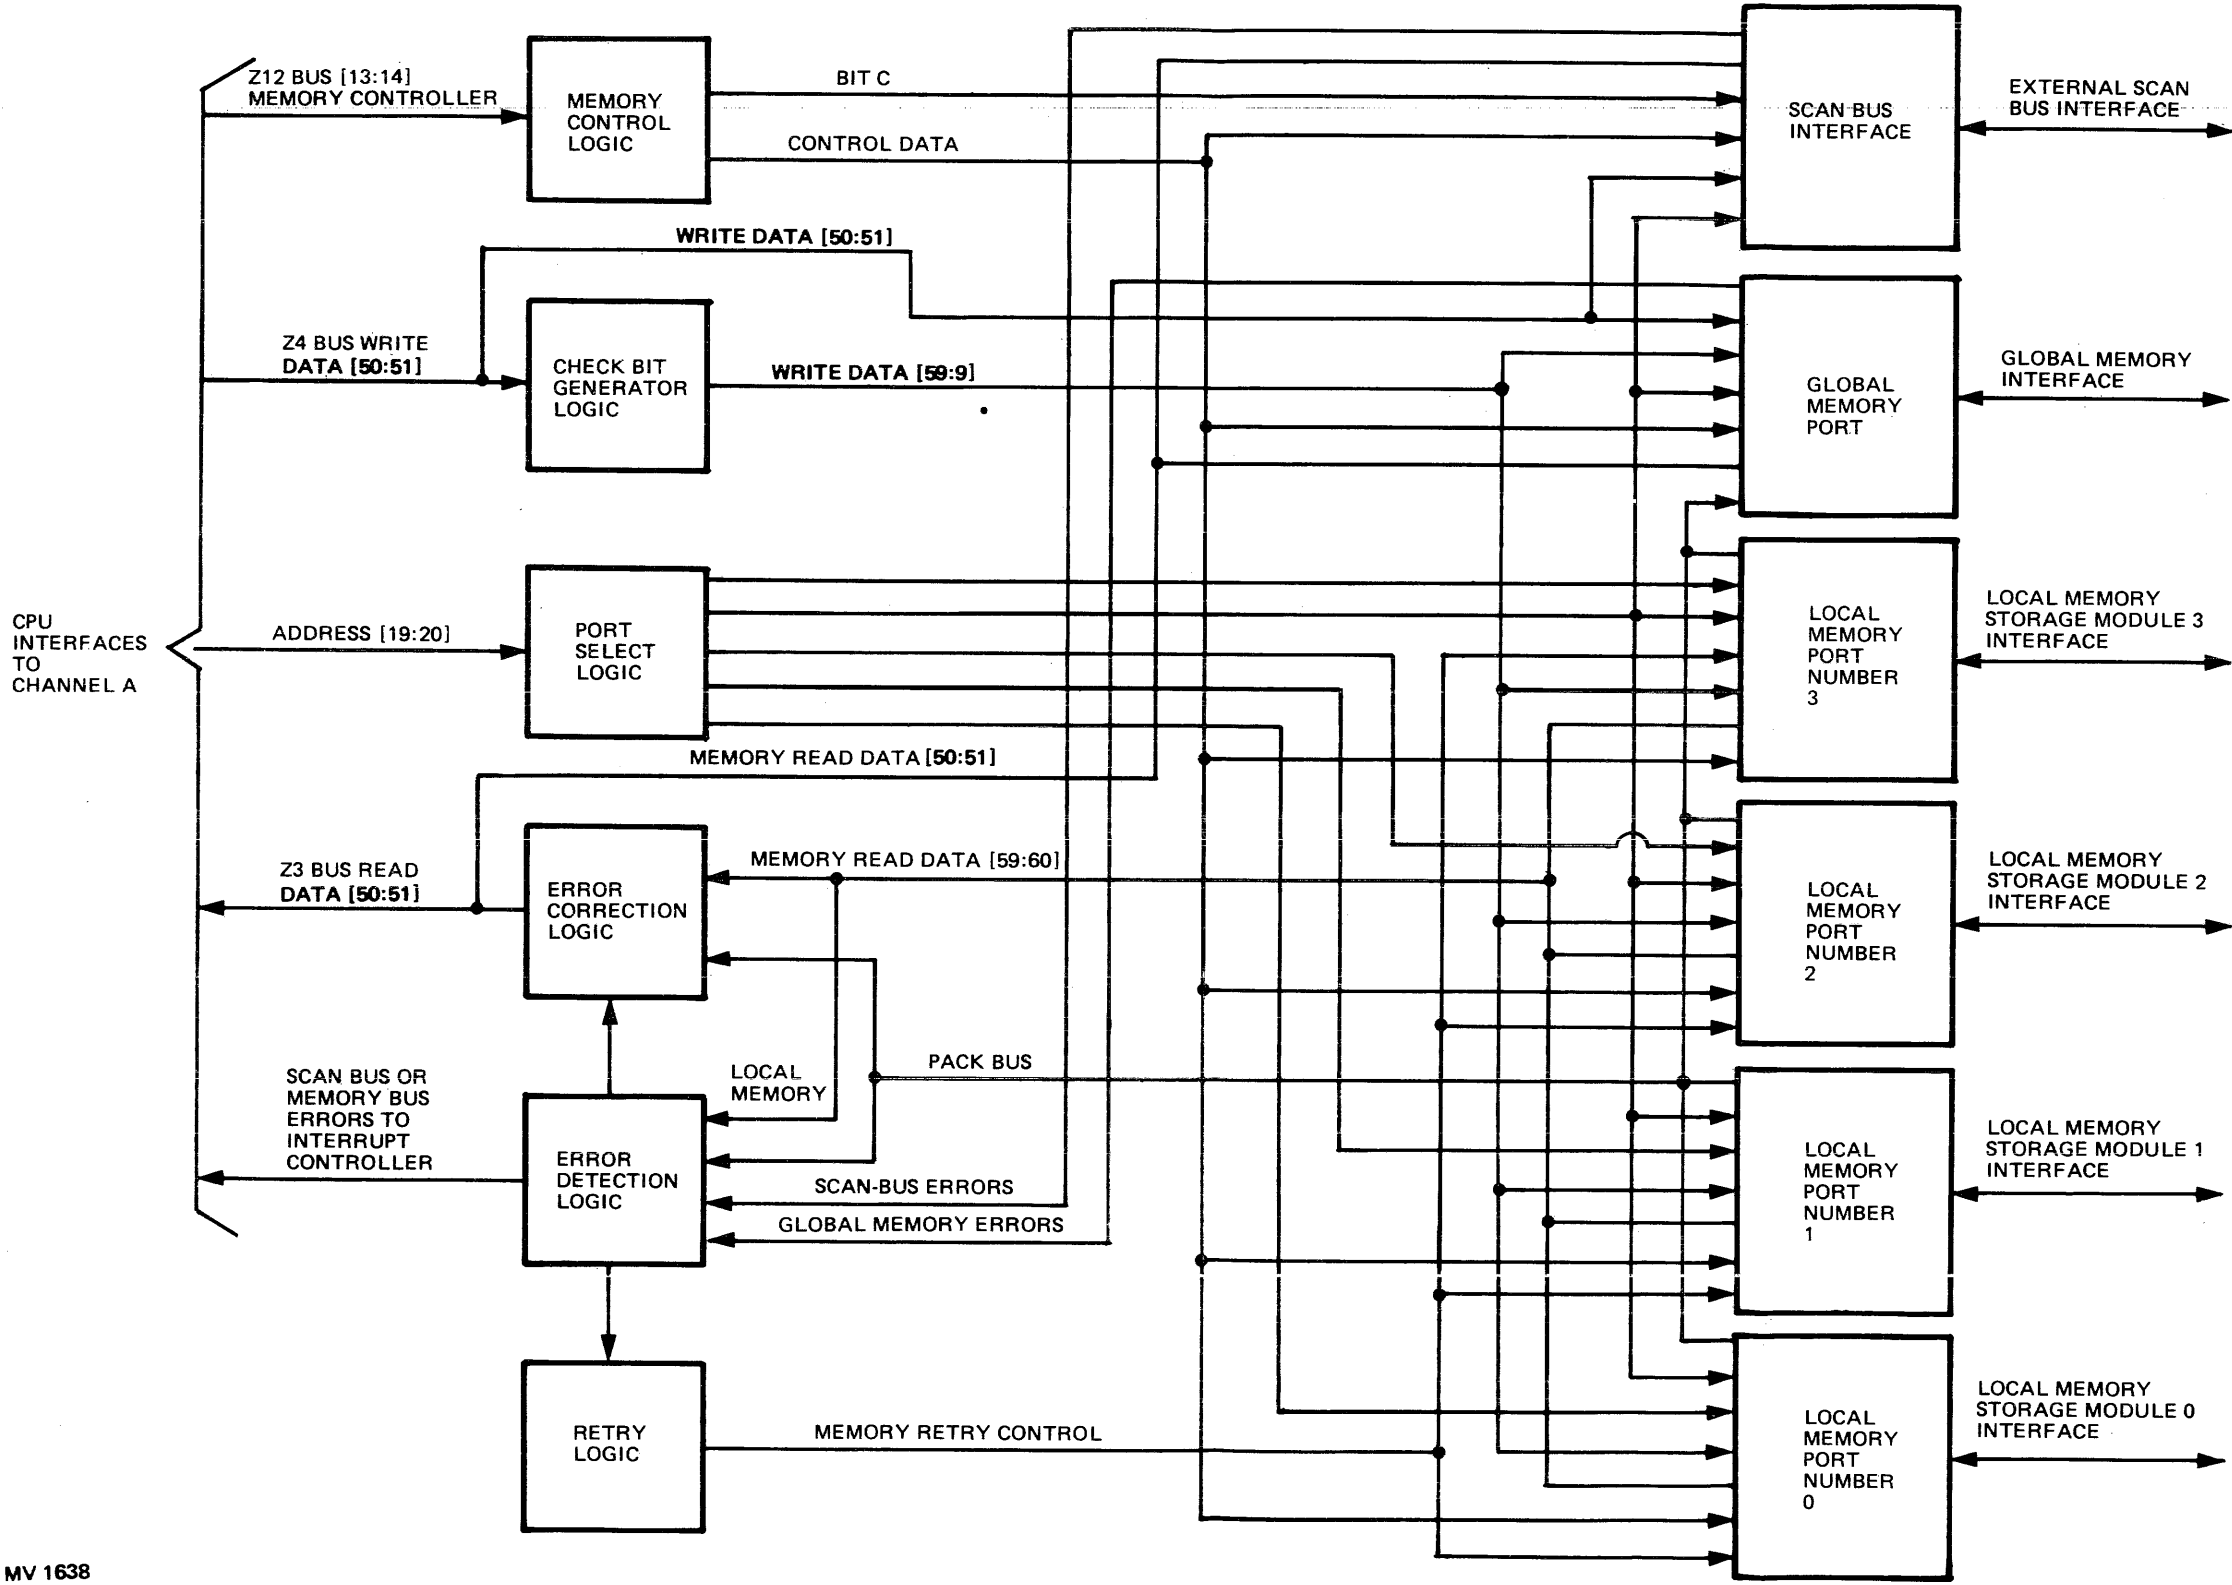 Z12 BUS [13:14]
MEMORY CONTROLLER
MEMORY
CONTROL
LOGIC
BIT C
CONTROL DATA
SCAN BUS
INTERFACE
EXTERNAL SCAN
BUS INTERFACE
WRITE DATA [50:51]
Z4 BUS WRITE
DATA [50:51]
CHECK BIT
GENERATOR
LOGIC
WRITE DATA [59:9]
GLOBAL
MEMORY
PORT
GLOBAL MEMORY
INTERFACE
CPU
INTERFACES
TO
CHANNEL A
ADDRESS [19:20]
PORT
SELECT
LOGIC
LOCAL
MEMORY
PORT
NUMBER
3
LOCAL MEMORY
STORAGE MODULE 3
INTERFACE
MEMORY READ DATA [50:51]
Z3 BUS READ
DATA [50:51]
ERROR
CORRECTION
LOGIC
MEMORY READ DATA [59:60]
LOCAL
MEMORY
PORT
NUMBER
2
LOCAL MEMORY
STORAGE MODULE 2
INTERFACE
SCAN BUS OR
MEMORY BUS
ERRORS TO
INTERRUPT
CONTROLLER
ERROR
DETECTION
LOGIC
LOCAL
MEMORY
PACK BUS
SCAN-BUS ERRORS
GLOBAL MEMORY ERRORS
LOCAL
MEMORY
PORT
NUMBER
1
LOCAL MEMORY
STORAGE MODULE 1
INTERFACE
RETRY
LOGIC
MEMORY RETRY CONTROL
LOCAL
MEMORY
PORT
NUMBER
0
LOCAL MEMORY
STORAGE MODULE 0
INTERFACE
MV 1638